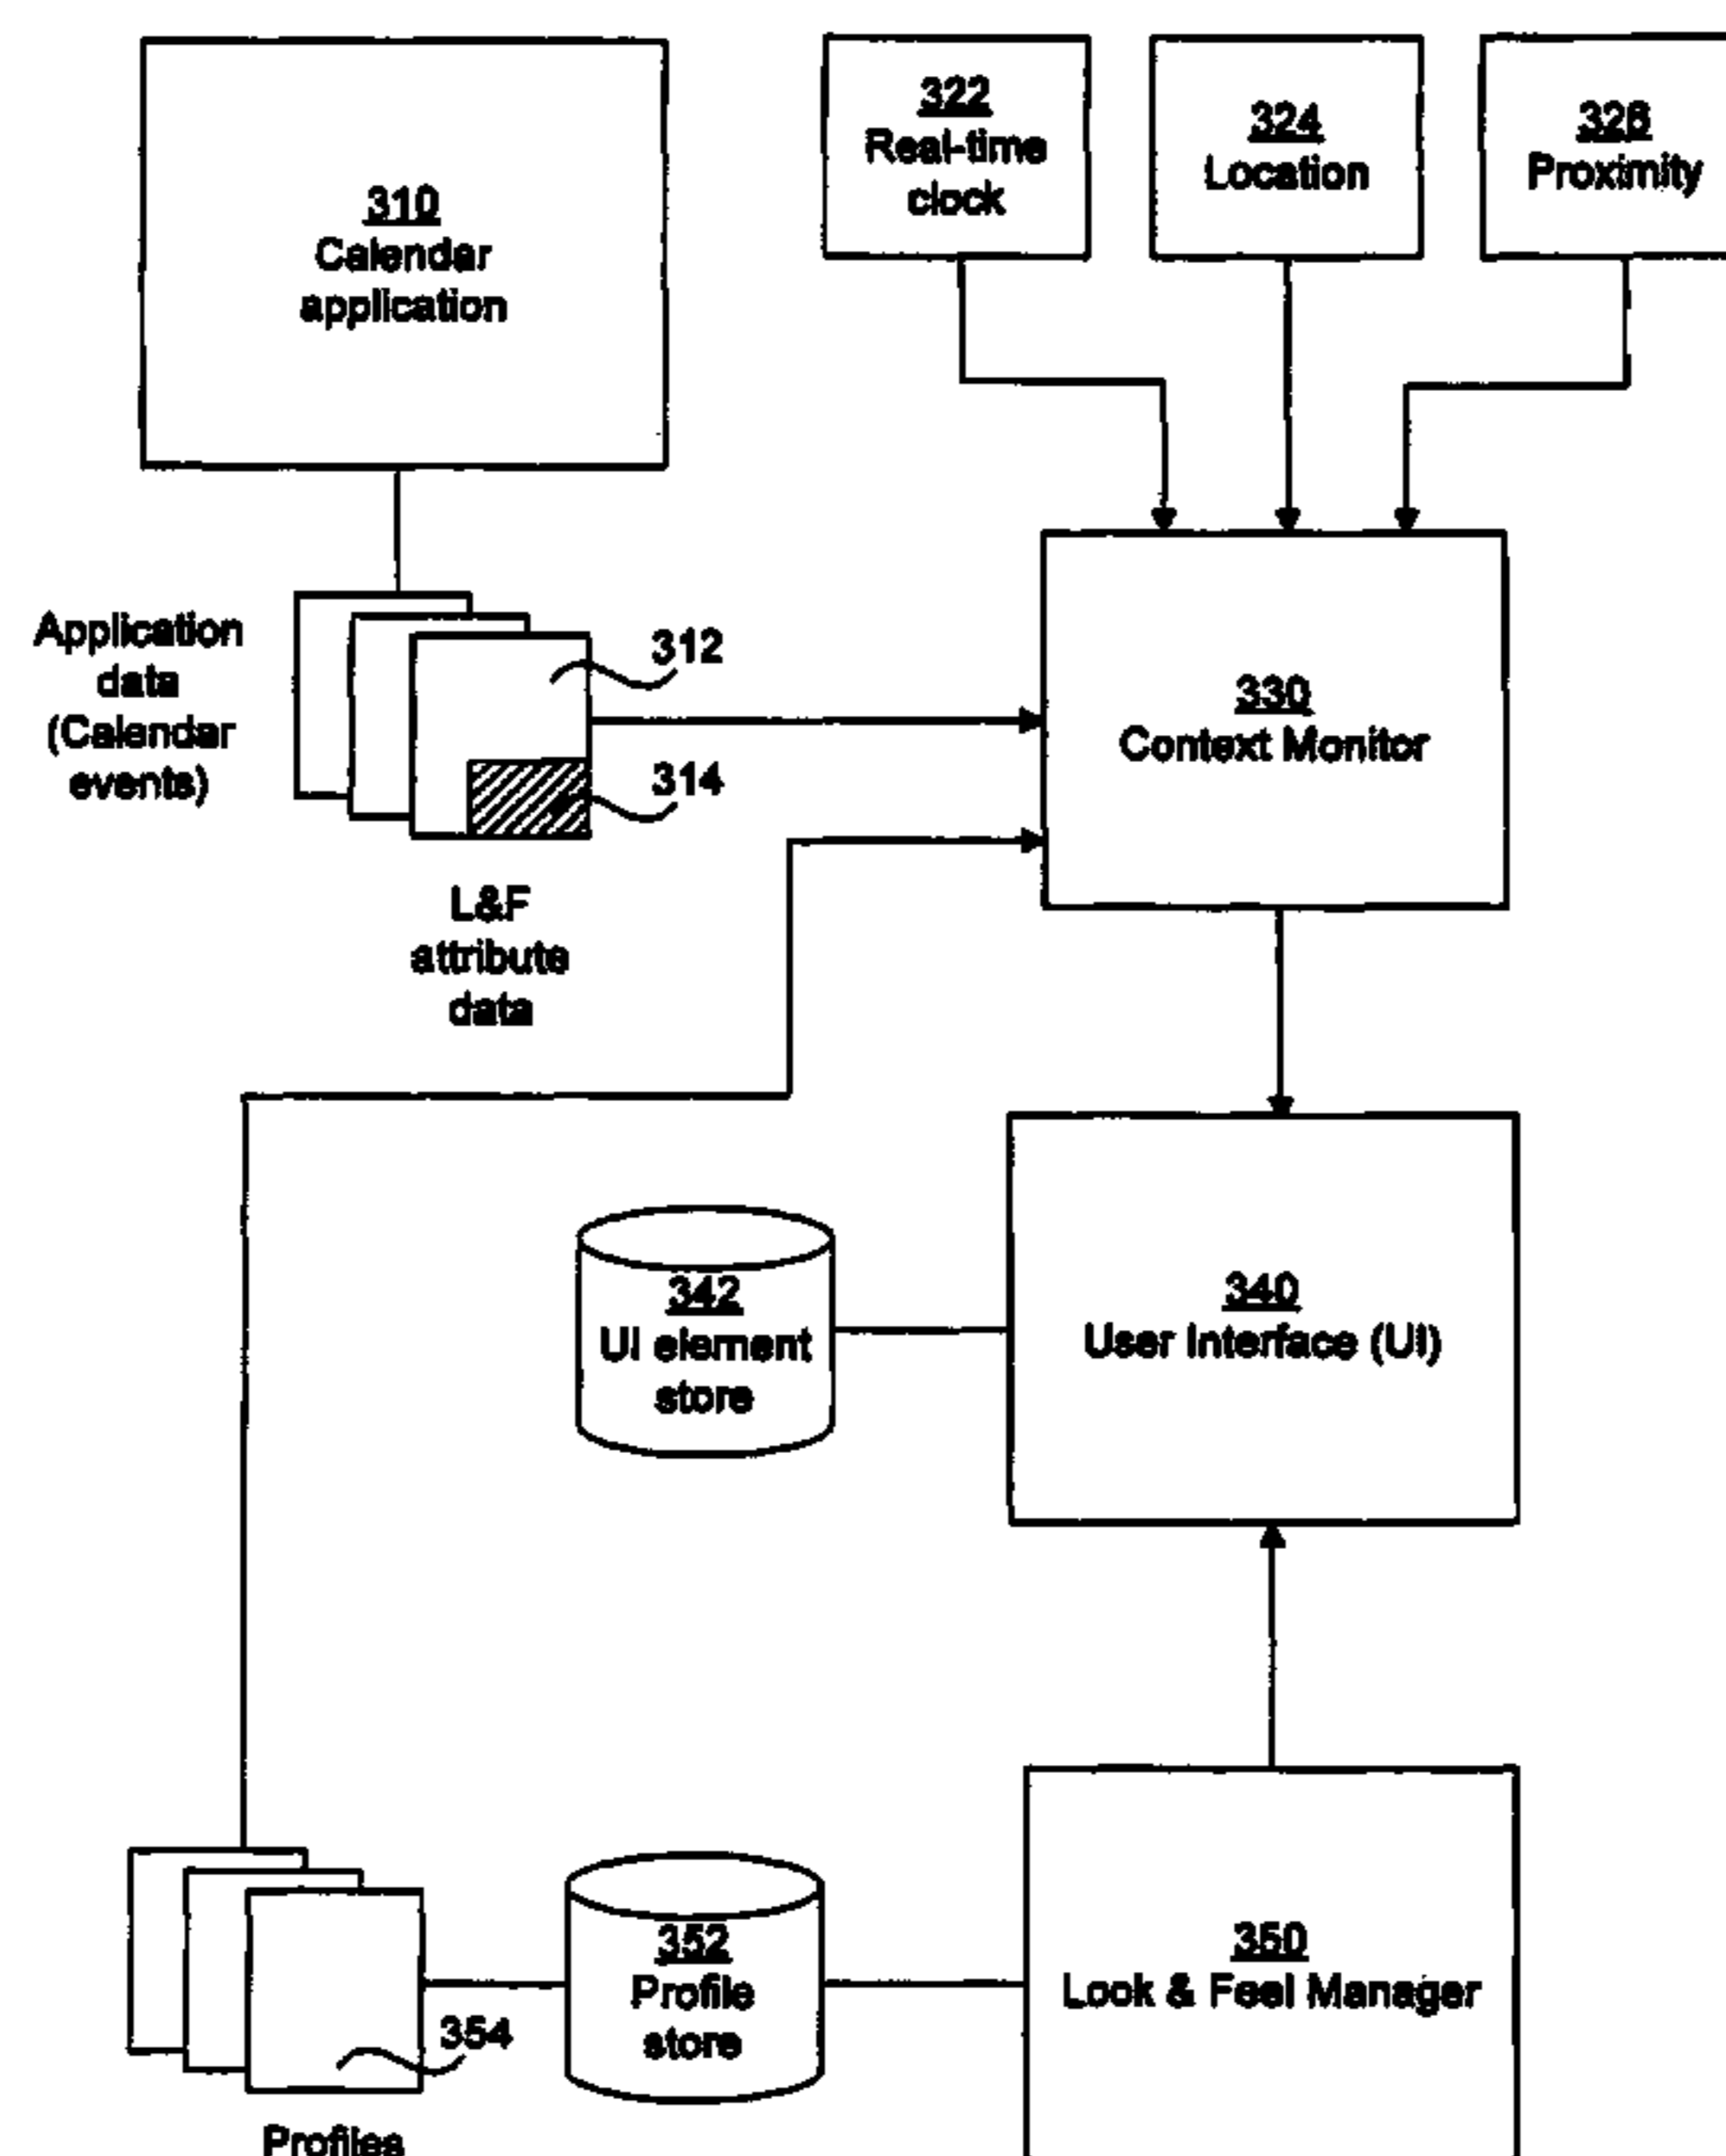 310
Calendar
application
322
Real-time
clock
324
Location
326
Proximity
Application
data
(Calendar
events)
312
314
L&F
attribute
data
330
Context Monitor
342
UI element
store
340
User Interface (UI)
352
Profile
store
350
Look & Feel Manager
354
Profiles